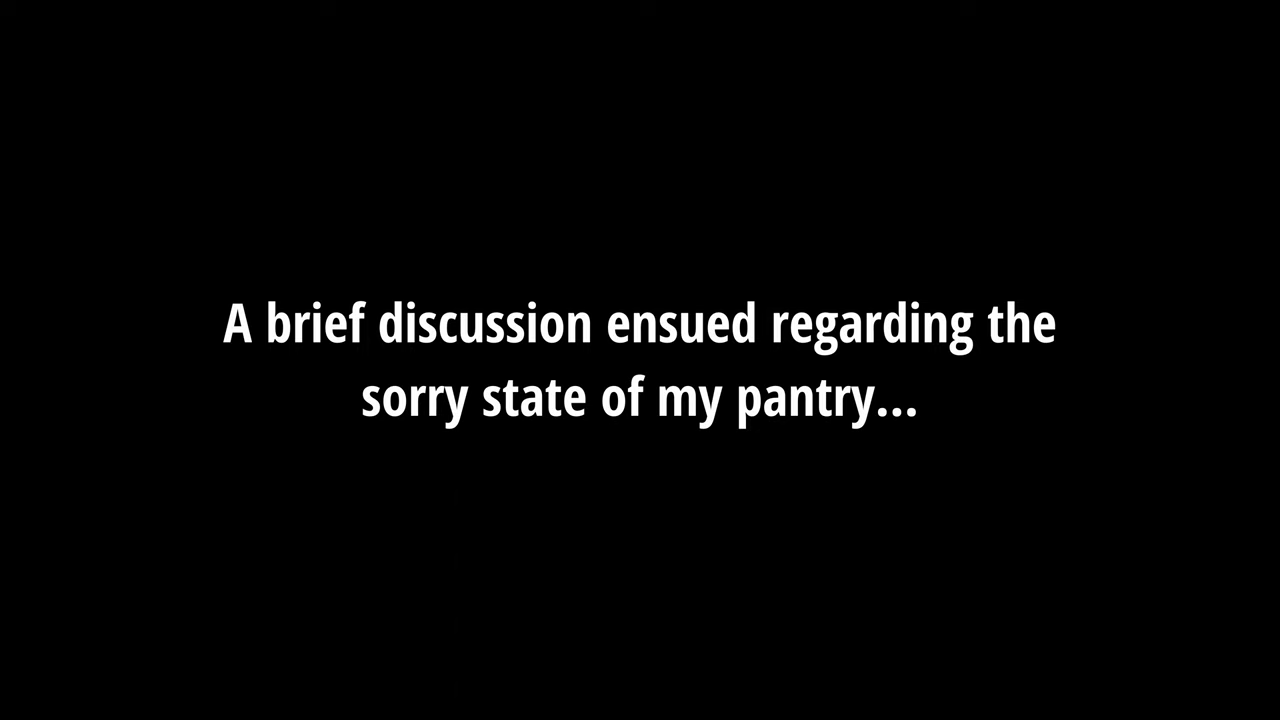 A brief discussion ensued regarding the
sorry state of my pantry...